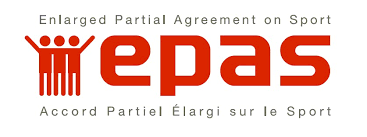 Enlarged Partial Agreement on Sport
epas
Accord Partiel Élargi sur le Sport